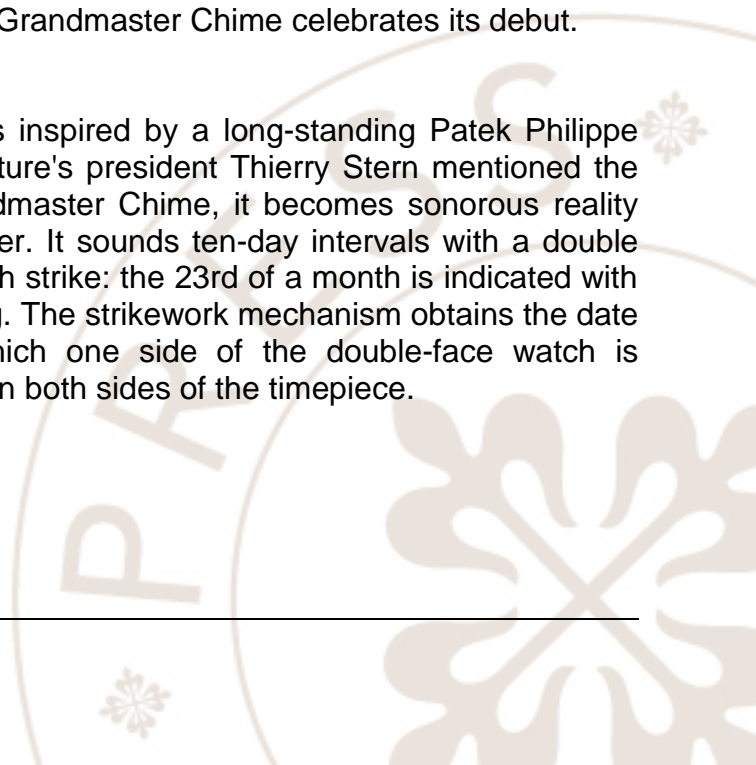 Grandmaster Chime celebrates its debut.
s inspired by a long-standing Patek Philippe
ture's president Thierry Stern mentioned the
dmaster Chime, it becomes sonorous reality
er. It sounds ten-day intervals with a double
h strike: the 23rd of a month is indicated with
g. The strikework mechanism obtains the date
hich one side of the double-face watch is
n both sides of the timepiece.
PRESS